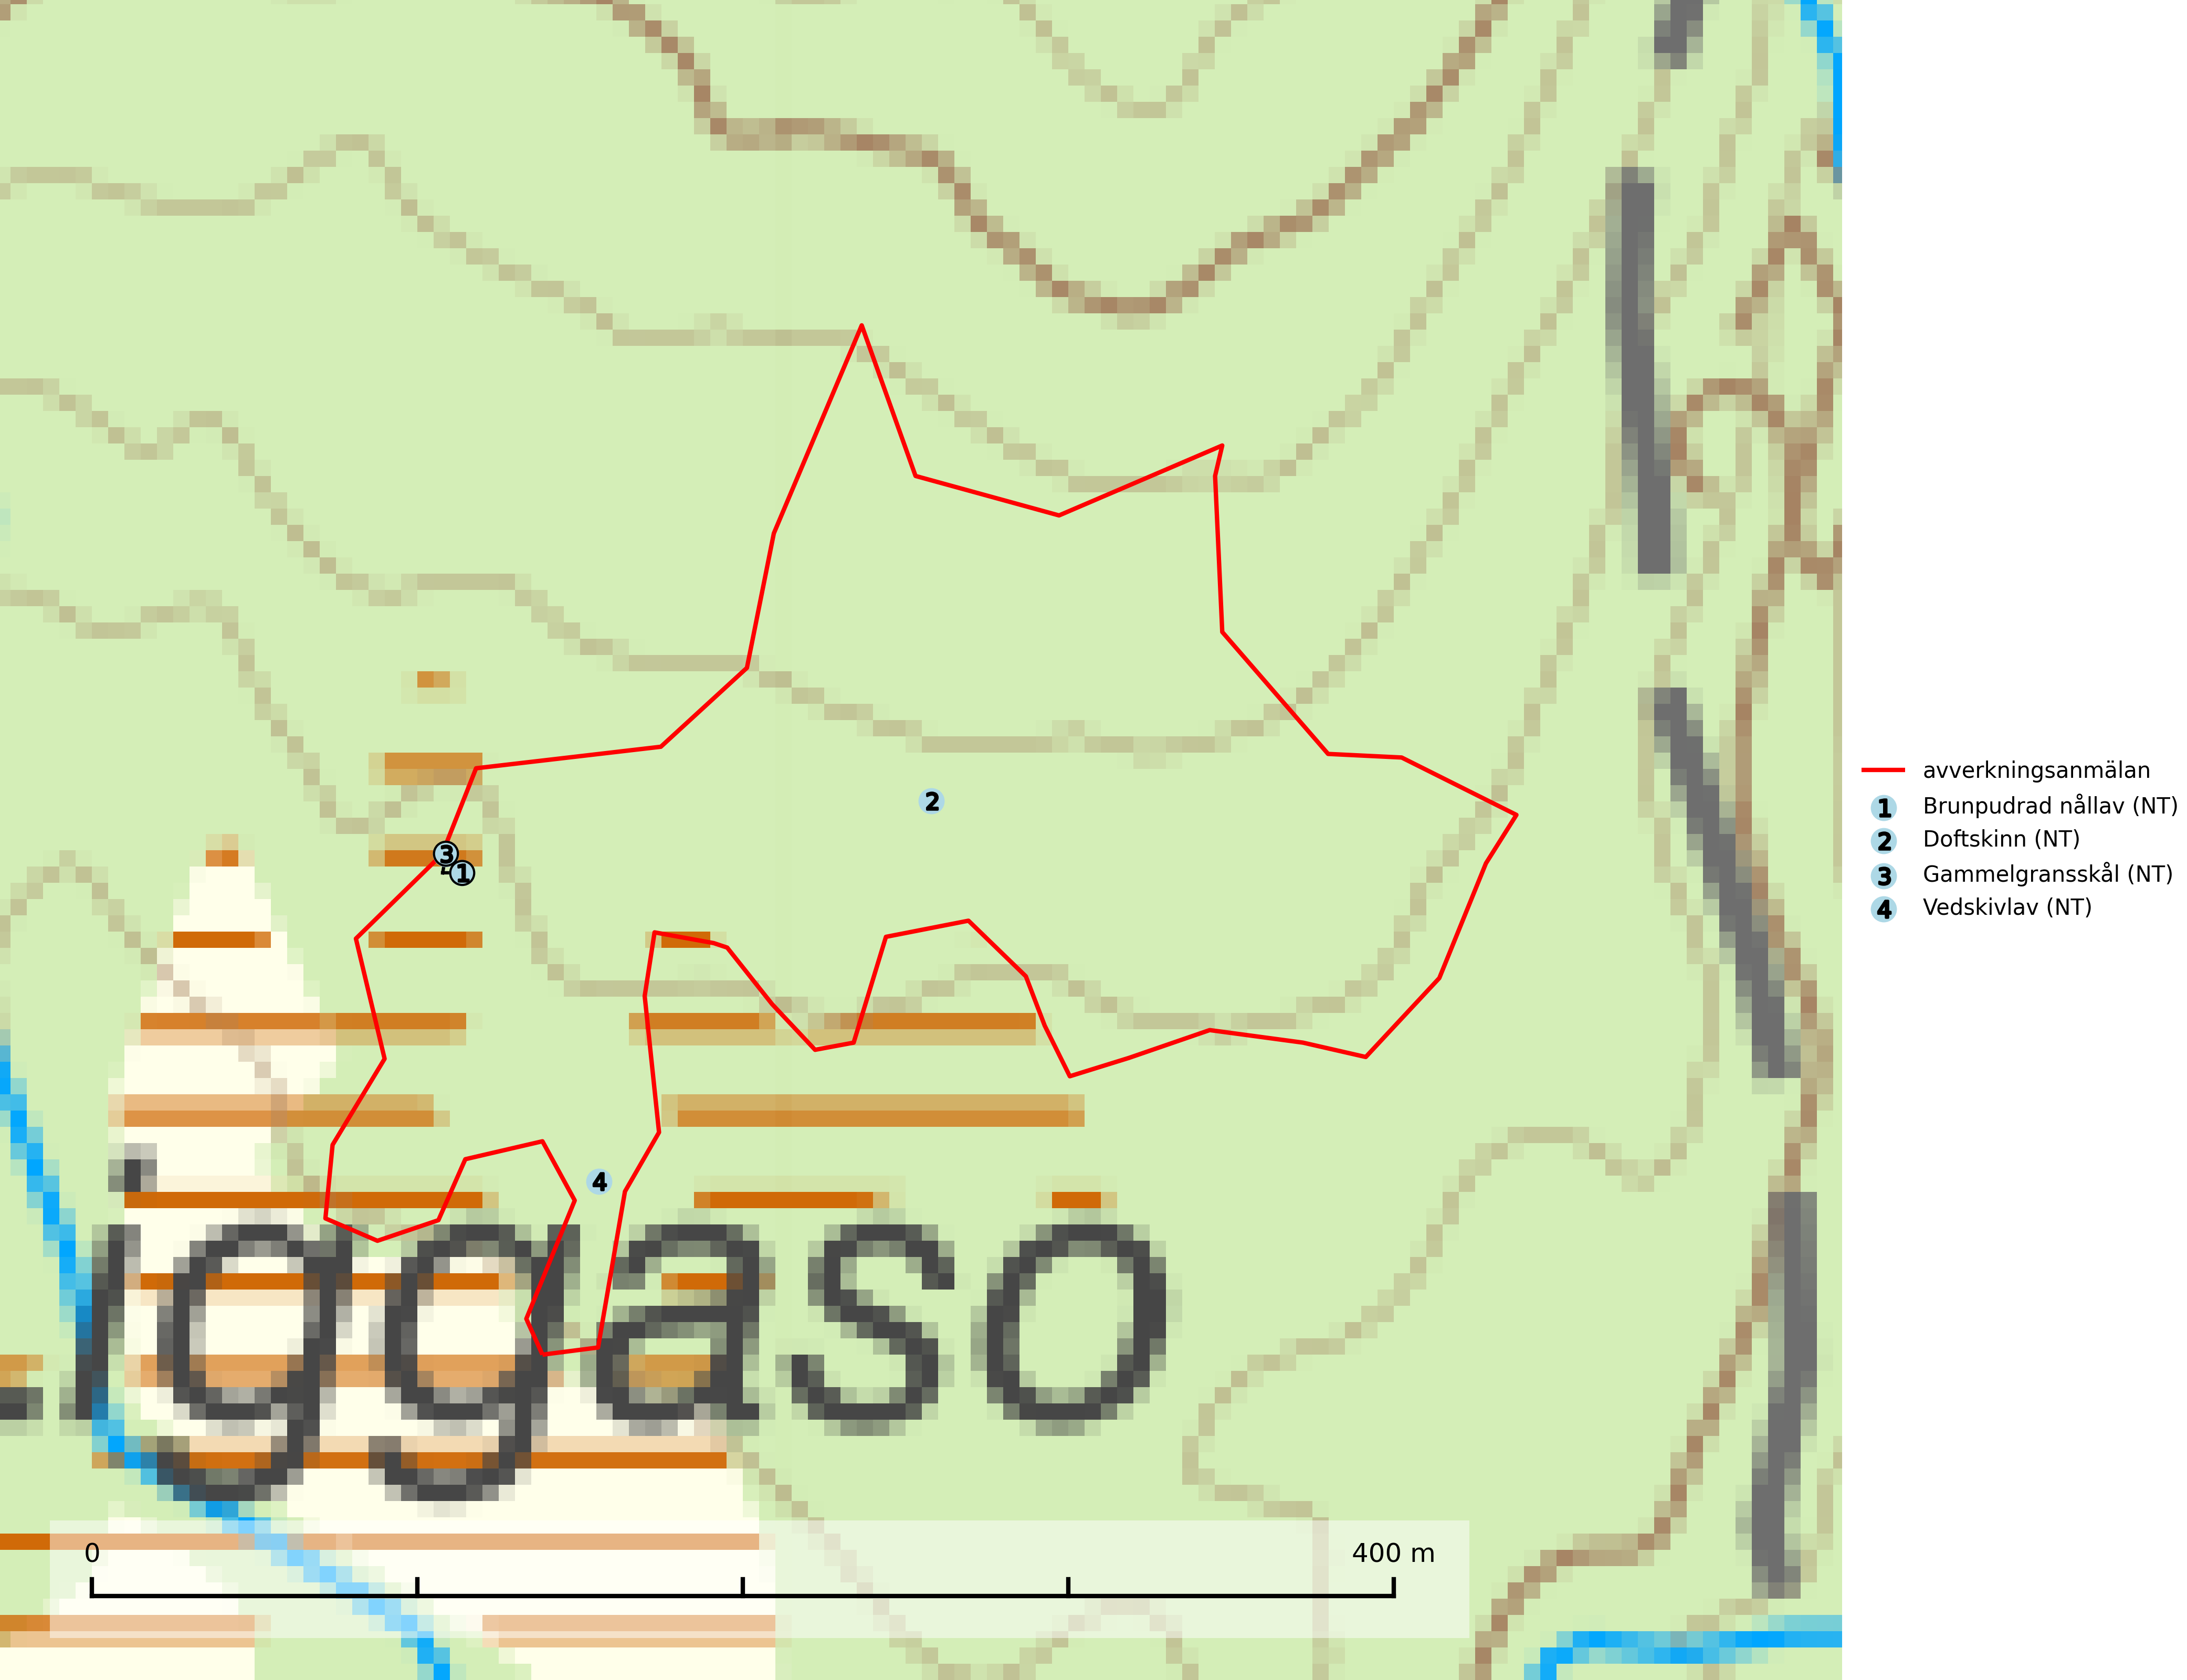 3
1
2
4
ggaso
0 400 m
avverkningsanmälan
1 Brunpudrad nållav (NT)
2 Doftskinn (NT)
3 Gammelgransskål (NT)
4 Vedskivlav (NT)